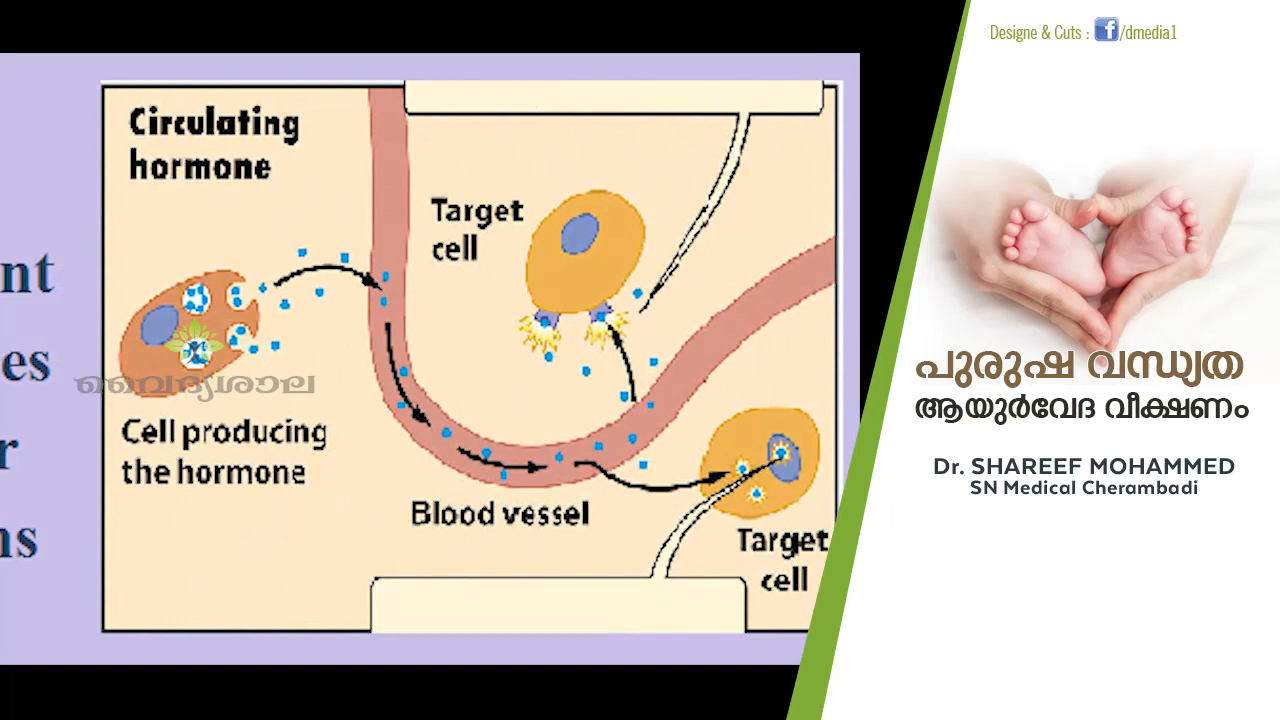 Designe & Cuts : f/dmedia1
Circulating
hormone
Target
cell
nt
es
r
ns
വൈദ്യശാല
Cell producing
the hormone
Blood vessel
Target
cell
പുരുഷ വന്ധ്യത
ആയുർവേദ വീക്ഷണം
Dr. SHAREEF MOHAMMED
SN Medical Cherambadi